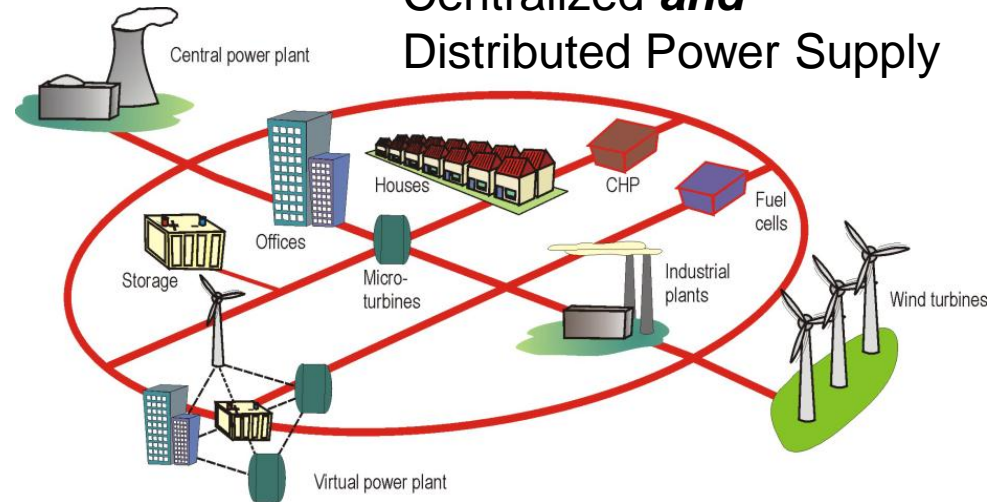 Centralized and
Distributed Power Supply
Central power plant
Houses
CHP
Fuel
cells
Offices
Storage
Micro-
turbines
Industrial
plants
Wind turbines
Virtual power plant